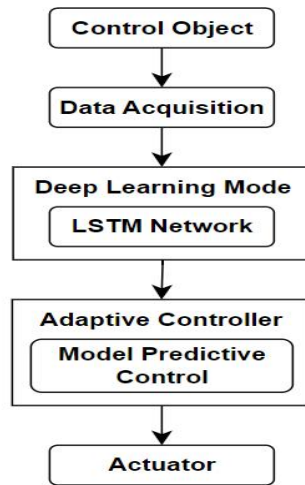 Control Object
Data Acquisition
Deep Learning Mode
LSTM Network
Adaptive Controller
Model Predictive
Control
Actuator